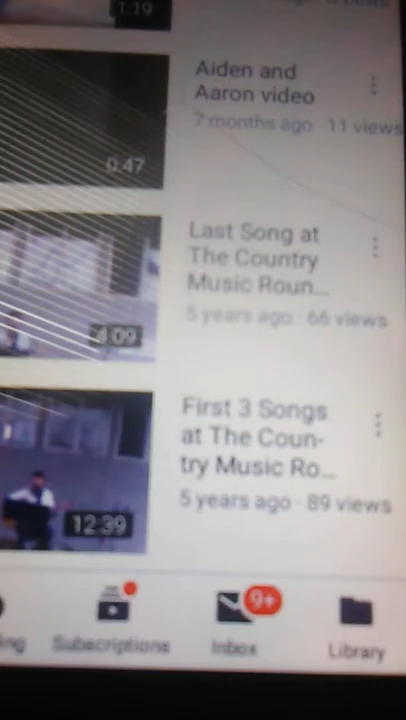 1:19
Aiden and
Aaron video
7 months ago · 11 views
0:47
Last Song at
The Country
Music Roun...
5 years ago · 66 views
4:09
First 3 Songs
at The Coun-
try Music Ro...
5 years ago · 89 views
12:39
9+
Subscriptions
Inbox
Library